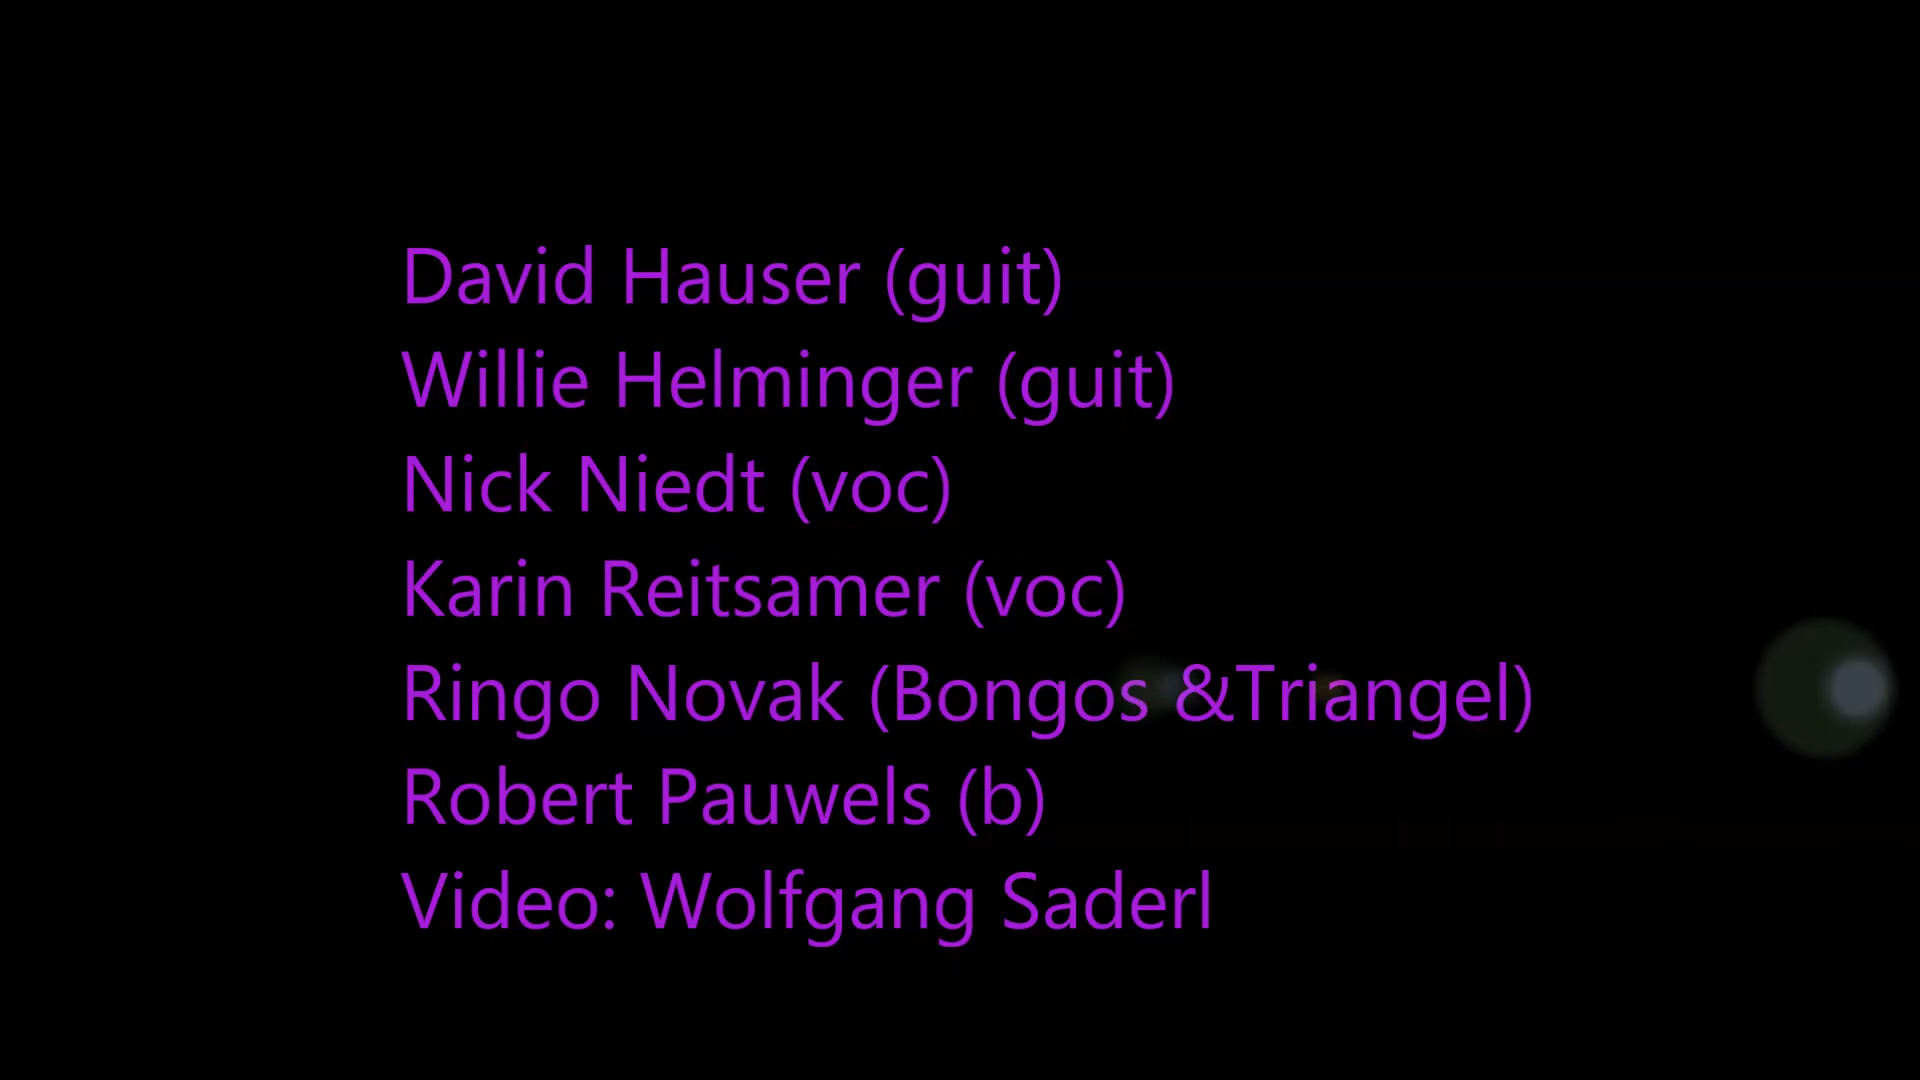 David Hauser (guit)
Willie Helminger (guit)
Nick Niedt (voc)
Karin Reitsamer (voc)
Ringo Novak (Bongos &Triangel)
Robert Pauwels (b)
Video: Wolfgang Saderl